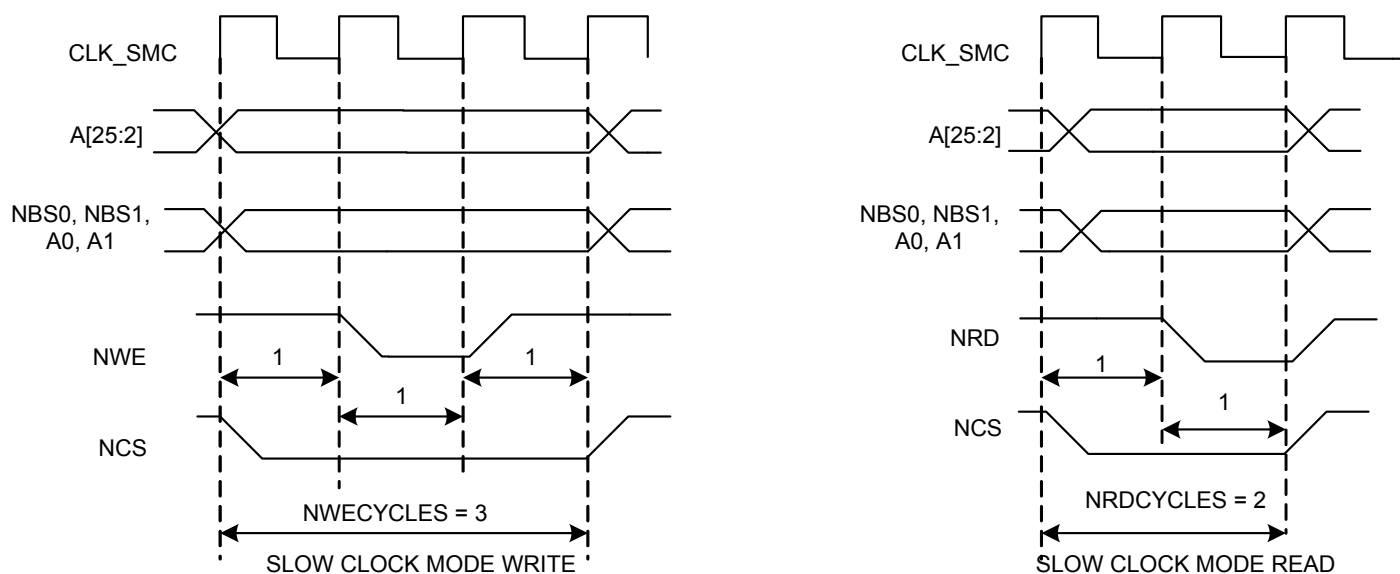 CLK_SMC
A[25:2]
NBS0, NBS1,
A0, A1
NWE
1
1
1
NCS
NWECYCLES = 3
SLOW CLOCK MODE WRITE
CLK_SMC
A[25:2]
NBS0, NBS1,
A0, A1
NRD
1
1
NCS
NRDCYCLES = 2
SLOW CLOCK MODE READ